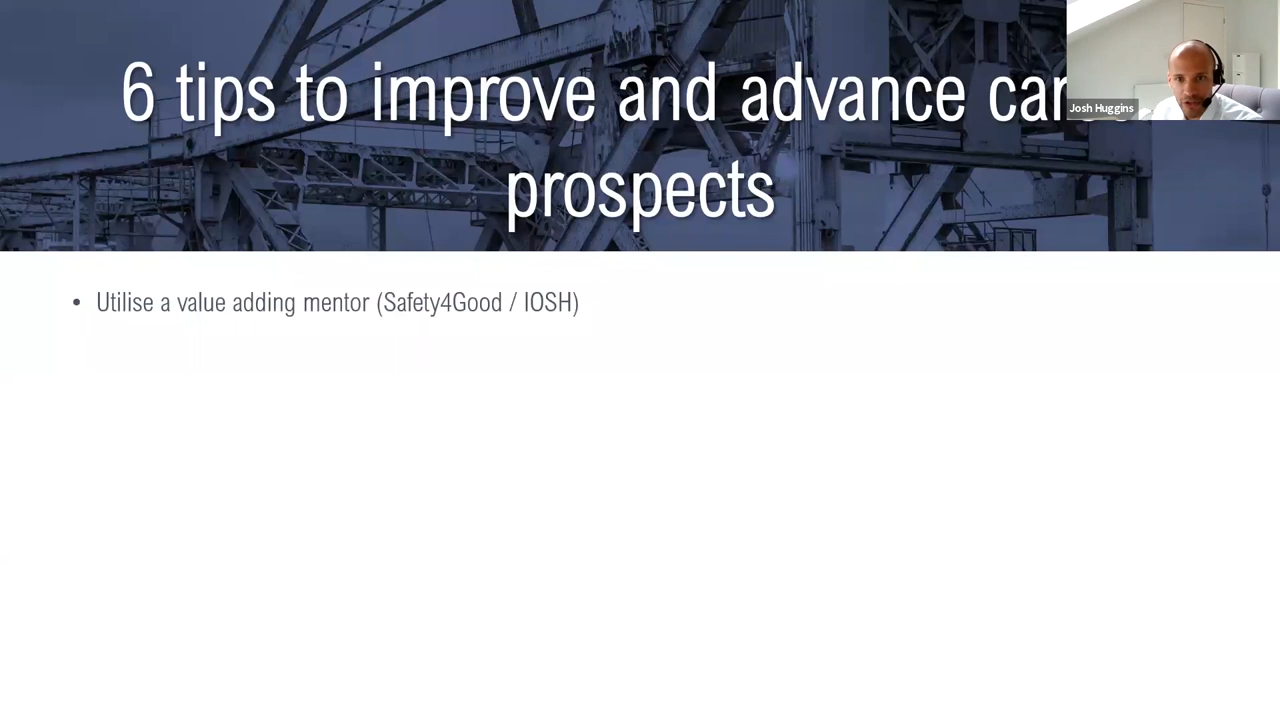 6 tips to improve and advance
prospects
Josh Huggins
• Utilise a value adding mentor (Safety4Good / IOSH)